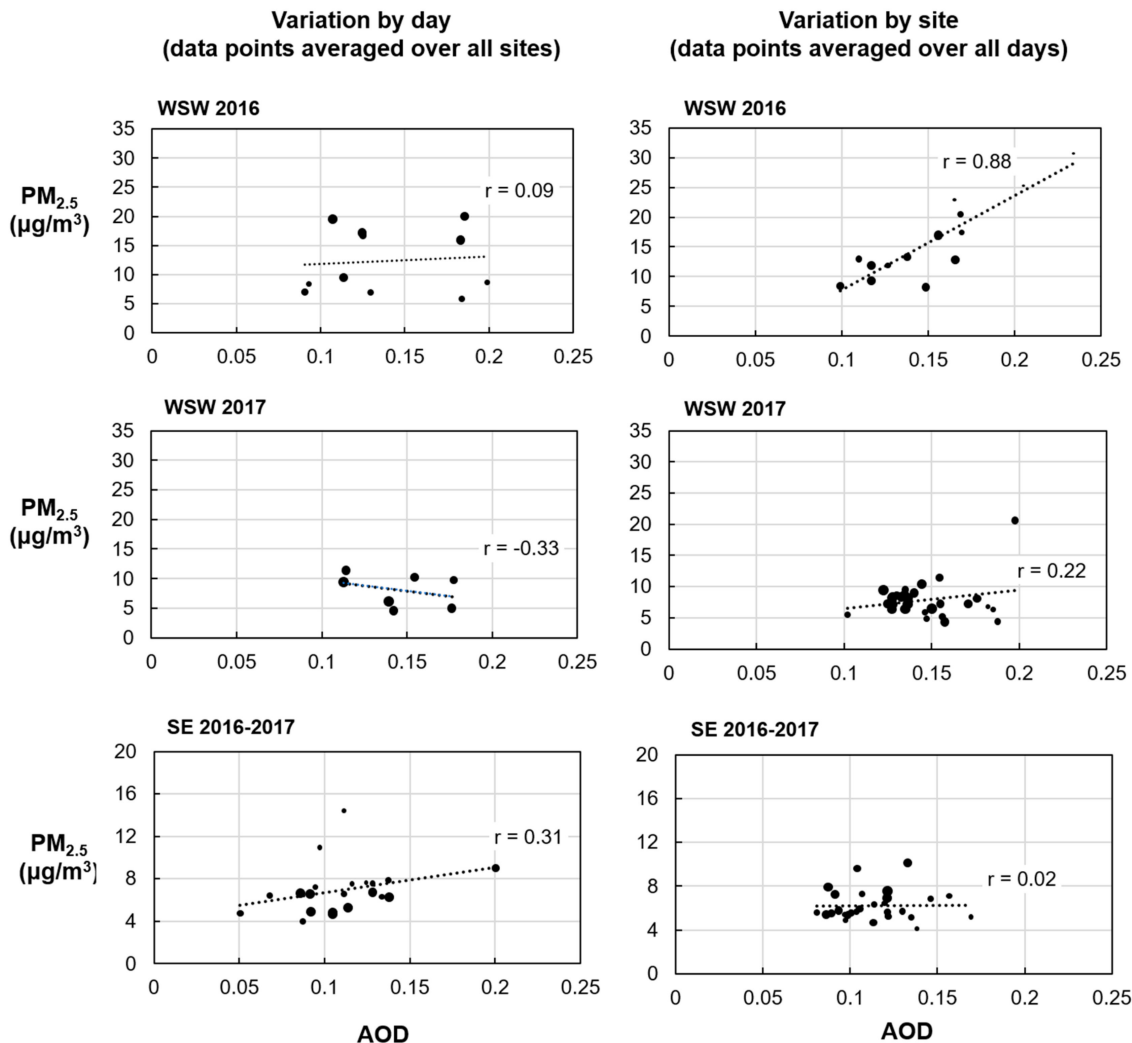 Variation by day
(data points averaged over all sites)
Variation by site
(data points averaged over all days)
WSW 2016
35
30
25
20
15
10
5
0
PM2.5
(µg/m3)
r = 0.09
0 0.05 0.1 0.15 0.2 0.25
WSW 2016
35
30
25
20
15
10
5
0
r = 0.88
0 0.05 0.1 0.15 0.2 0.25
WSW 2017
35
30
25
20
15
10
5
0
PM2.5
(µg/m3)
r = -0.33
0 0.05 0.1 0.15 0.2 0.25
WSW 2017
35
30
25
20
15
10
5
0
r = 0.22
0 0.05 0.1 0.15 0.2 0.25
SE 2016-2017
20
16
12
8
4
0
PM2.5
(µg/m3)
r = 0.31
0 0.05 0.1 0.15 0.2 0.25
AOD
SE 2016-2017
20
16
12
8
4
0
r = 0.02
0 0.05 0.1 0.15 0.2 0.25
AOD